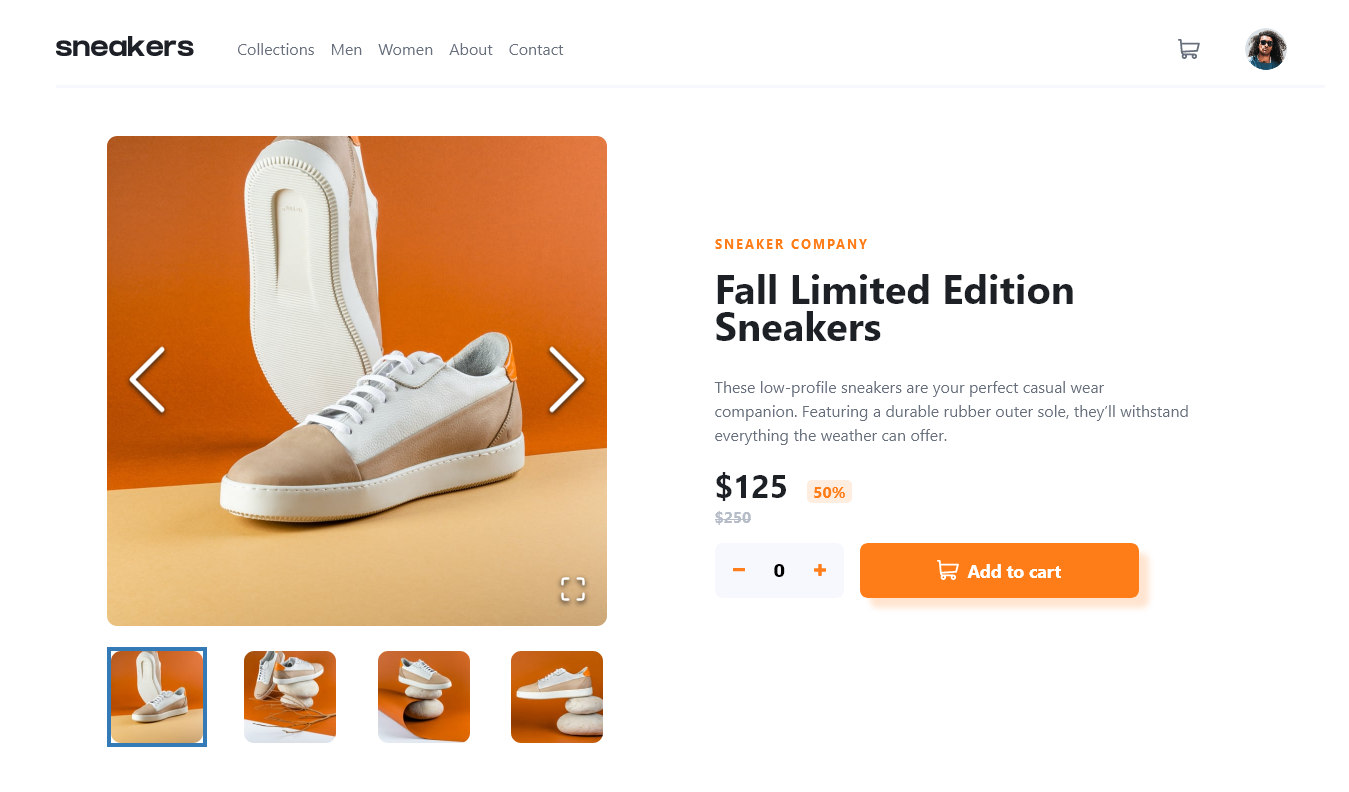 sneakers
Collections Men Women About Contact
SNEAKER COMPANY
Fall Limited Edition
Sneakers
These low-profile sneakers are your perfect casual wear
companion. Featuring a durable rubber outer sole, they’ll withstand
everything the weather can offer.
$125 50%
$250
0
Add to cart